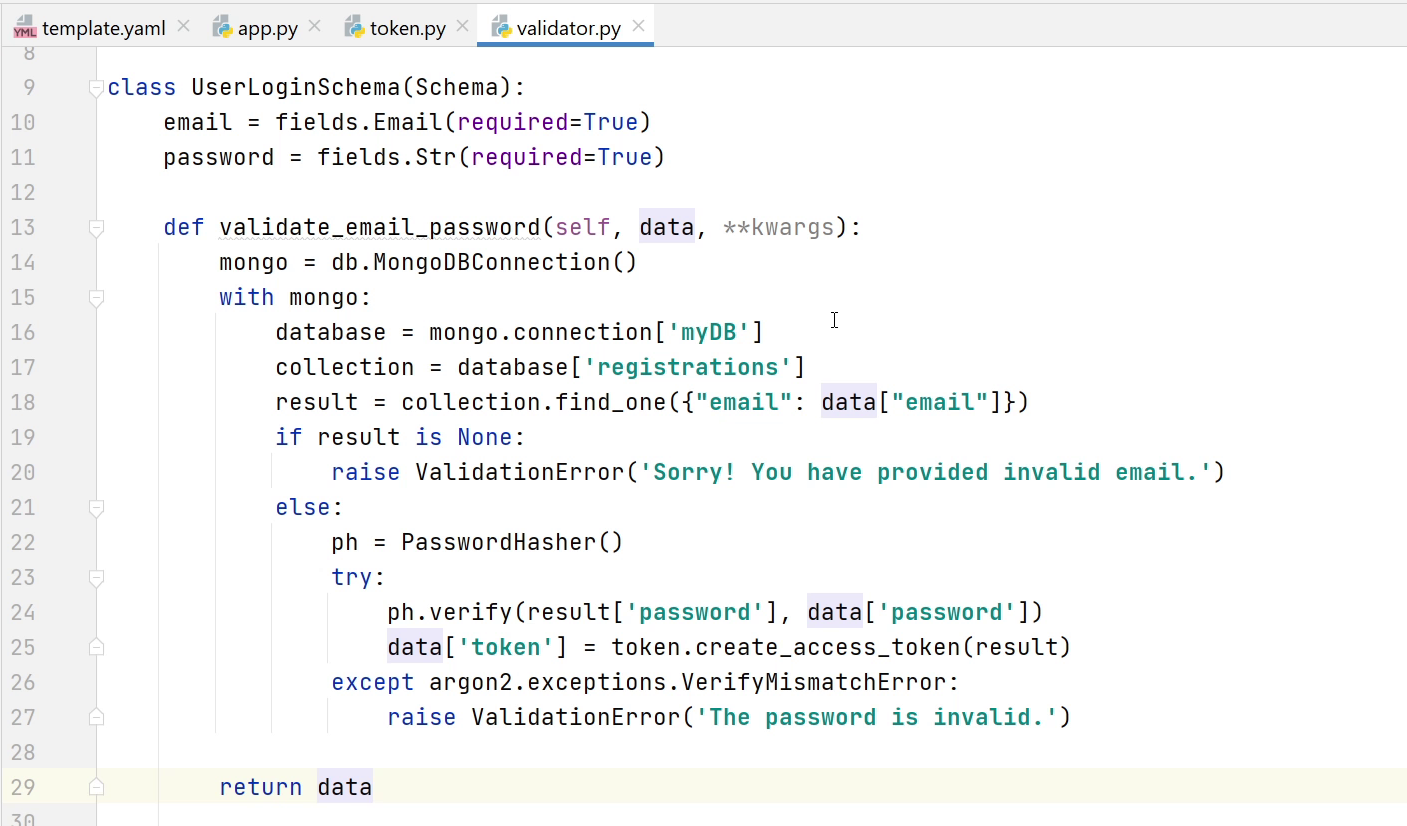 YML template.yaml × app.py × token.py × validator.py ×
8
9 class UserLoginSchema(Schema):
10     email = fields.Email(required=True)
11     password = fields.Str(required=True)
12
13     def validate_email_password(self, data, **kwargs):
14         mongo = db.MongoDBConnection()
15         with mongo:
16             database = mongo.connection['myDB']
17             collection = database['registrations']
18             result = collection.find_one({"email": data["email"]})
19             if result is None:
20                 raise ValidationError('Sorry! You have provided invalid email.')
21             else:
22                 ph = PasswordHasher()
23                 try:
24                     ph.verify(result['password'], data['password'])
25                     data['token'] = token.create_access_token(result)
26                 except argon2.exceptions.VerifyMismatchError:
27                     raise ValidationError('The password is invalid.')
28
29         return data
30